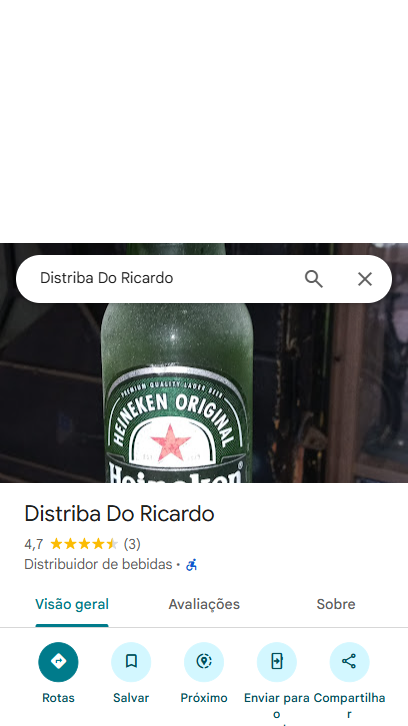 Distriba Do Ricardo
PREMIUM QUALITY LAGER BEER
HEINEKEN ORIGINAL
Heineken®
Distriba Do Ricardo
4,7 (3)
Distribuidor de bebidas ·
Visão geral
Avaliações
Sobre
Rotas
Salvar
Próximo
Enviar para
o
Compartilha
r